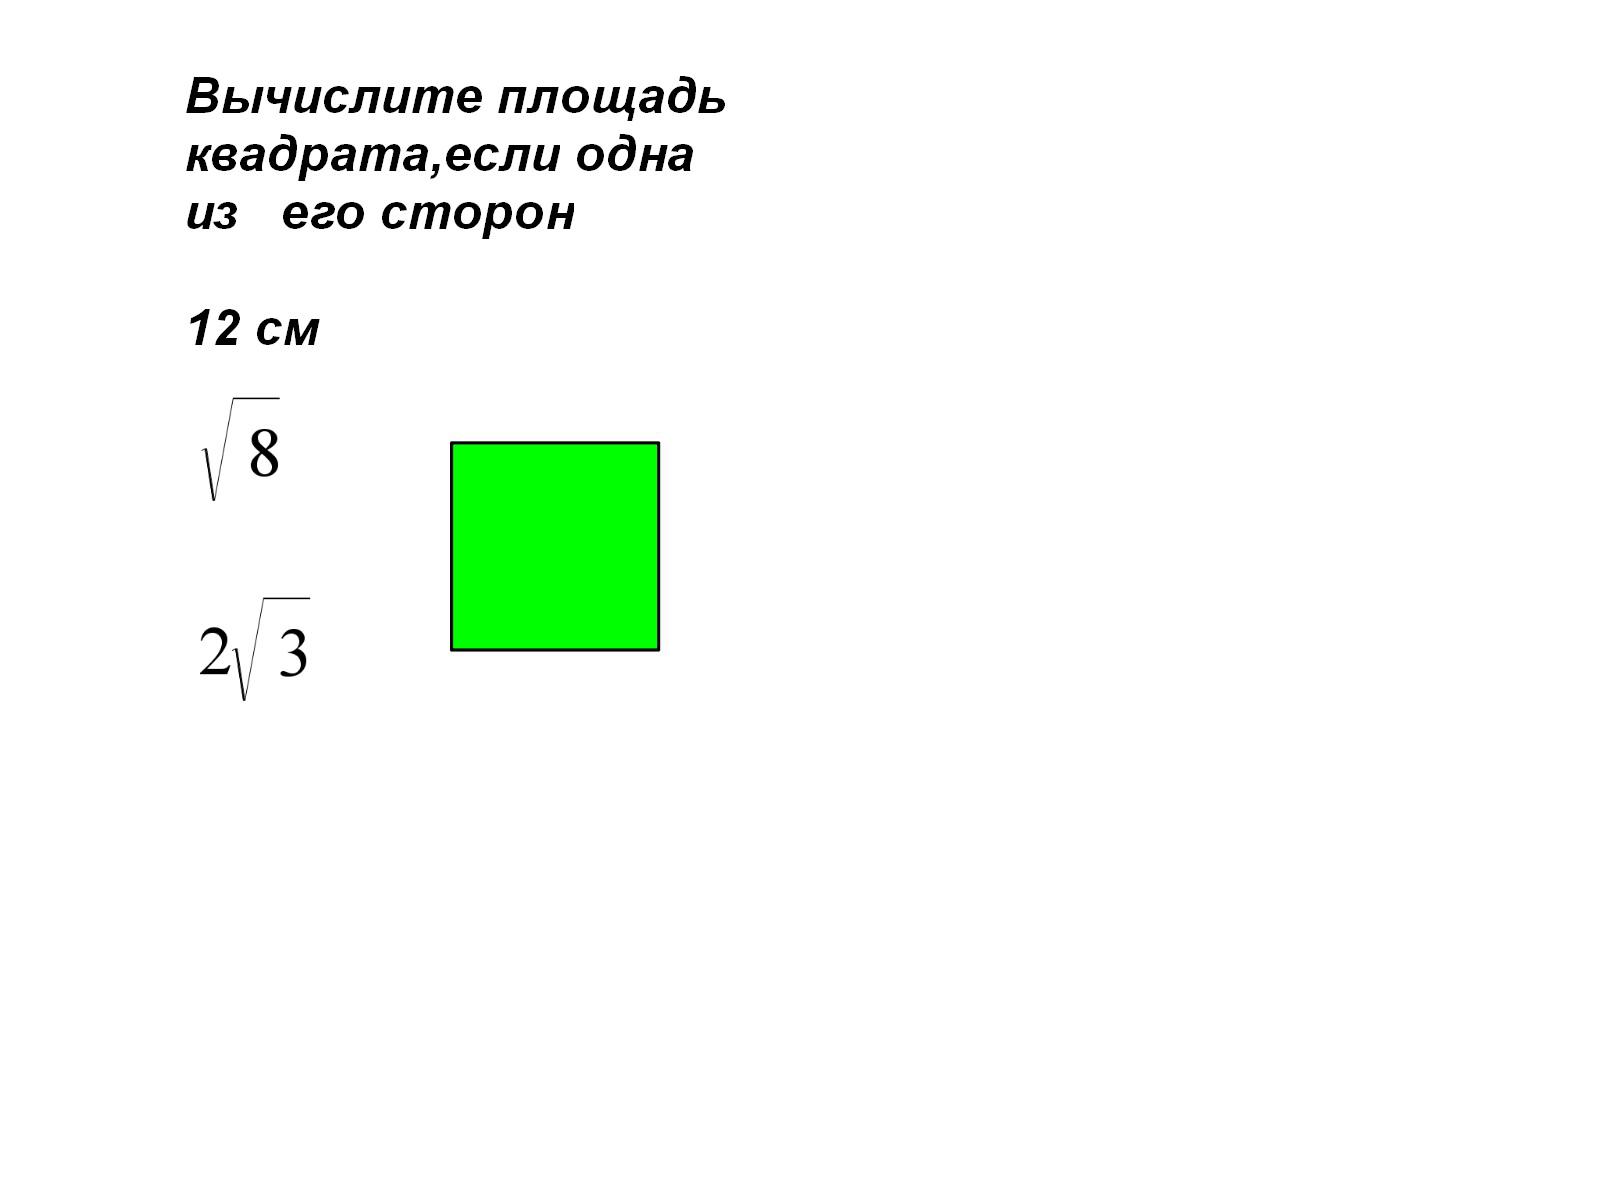 Вычислите площадь
квадрата,если одна
из его сторон
12 см
√8
2√3